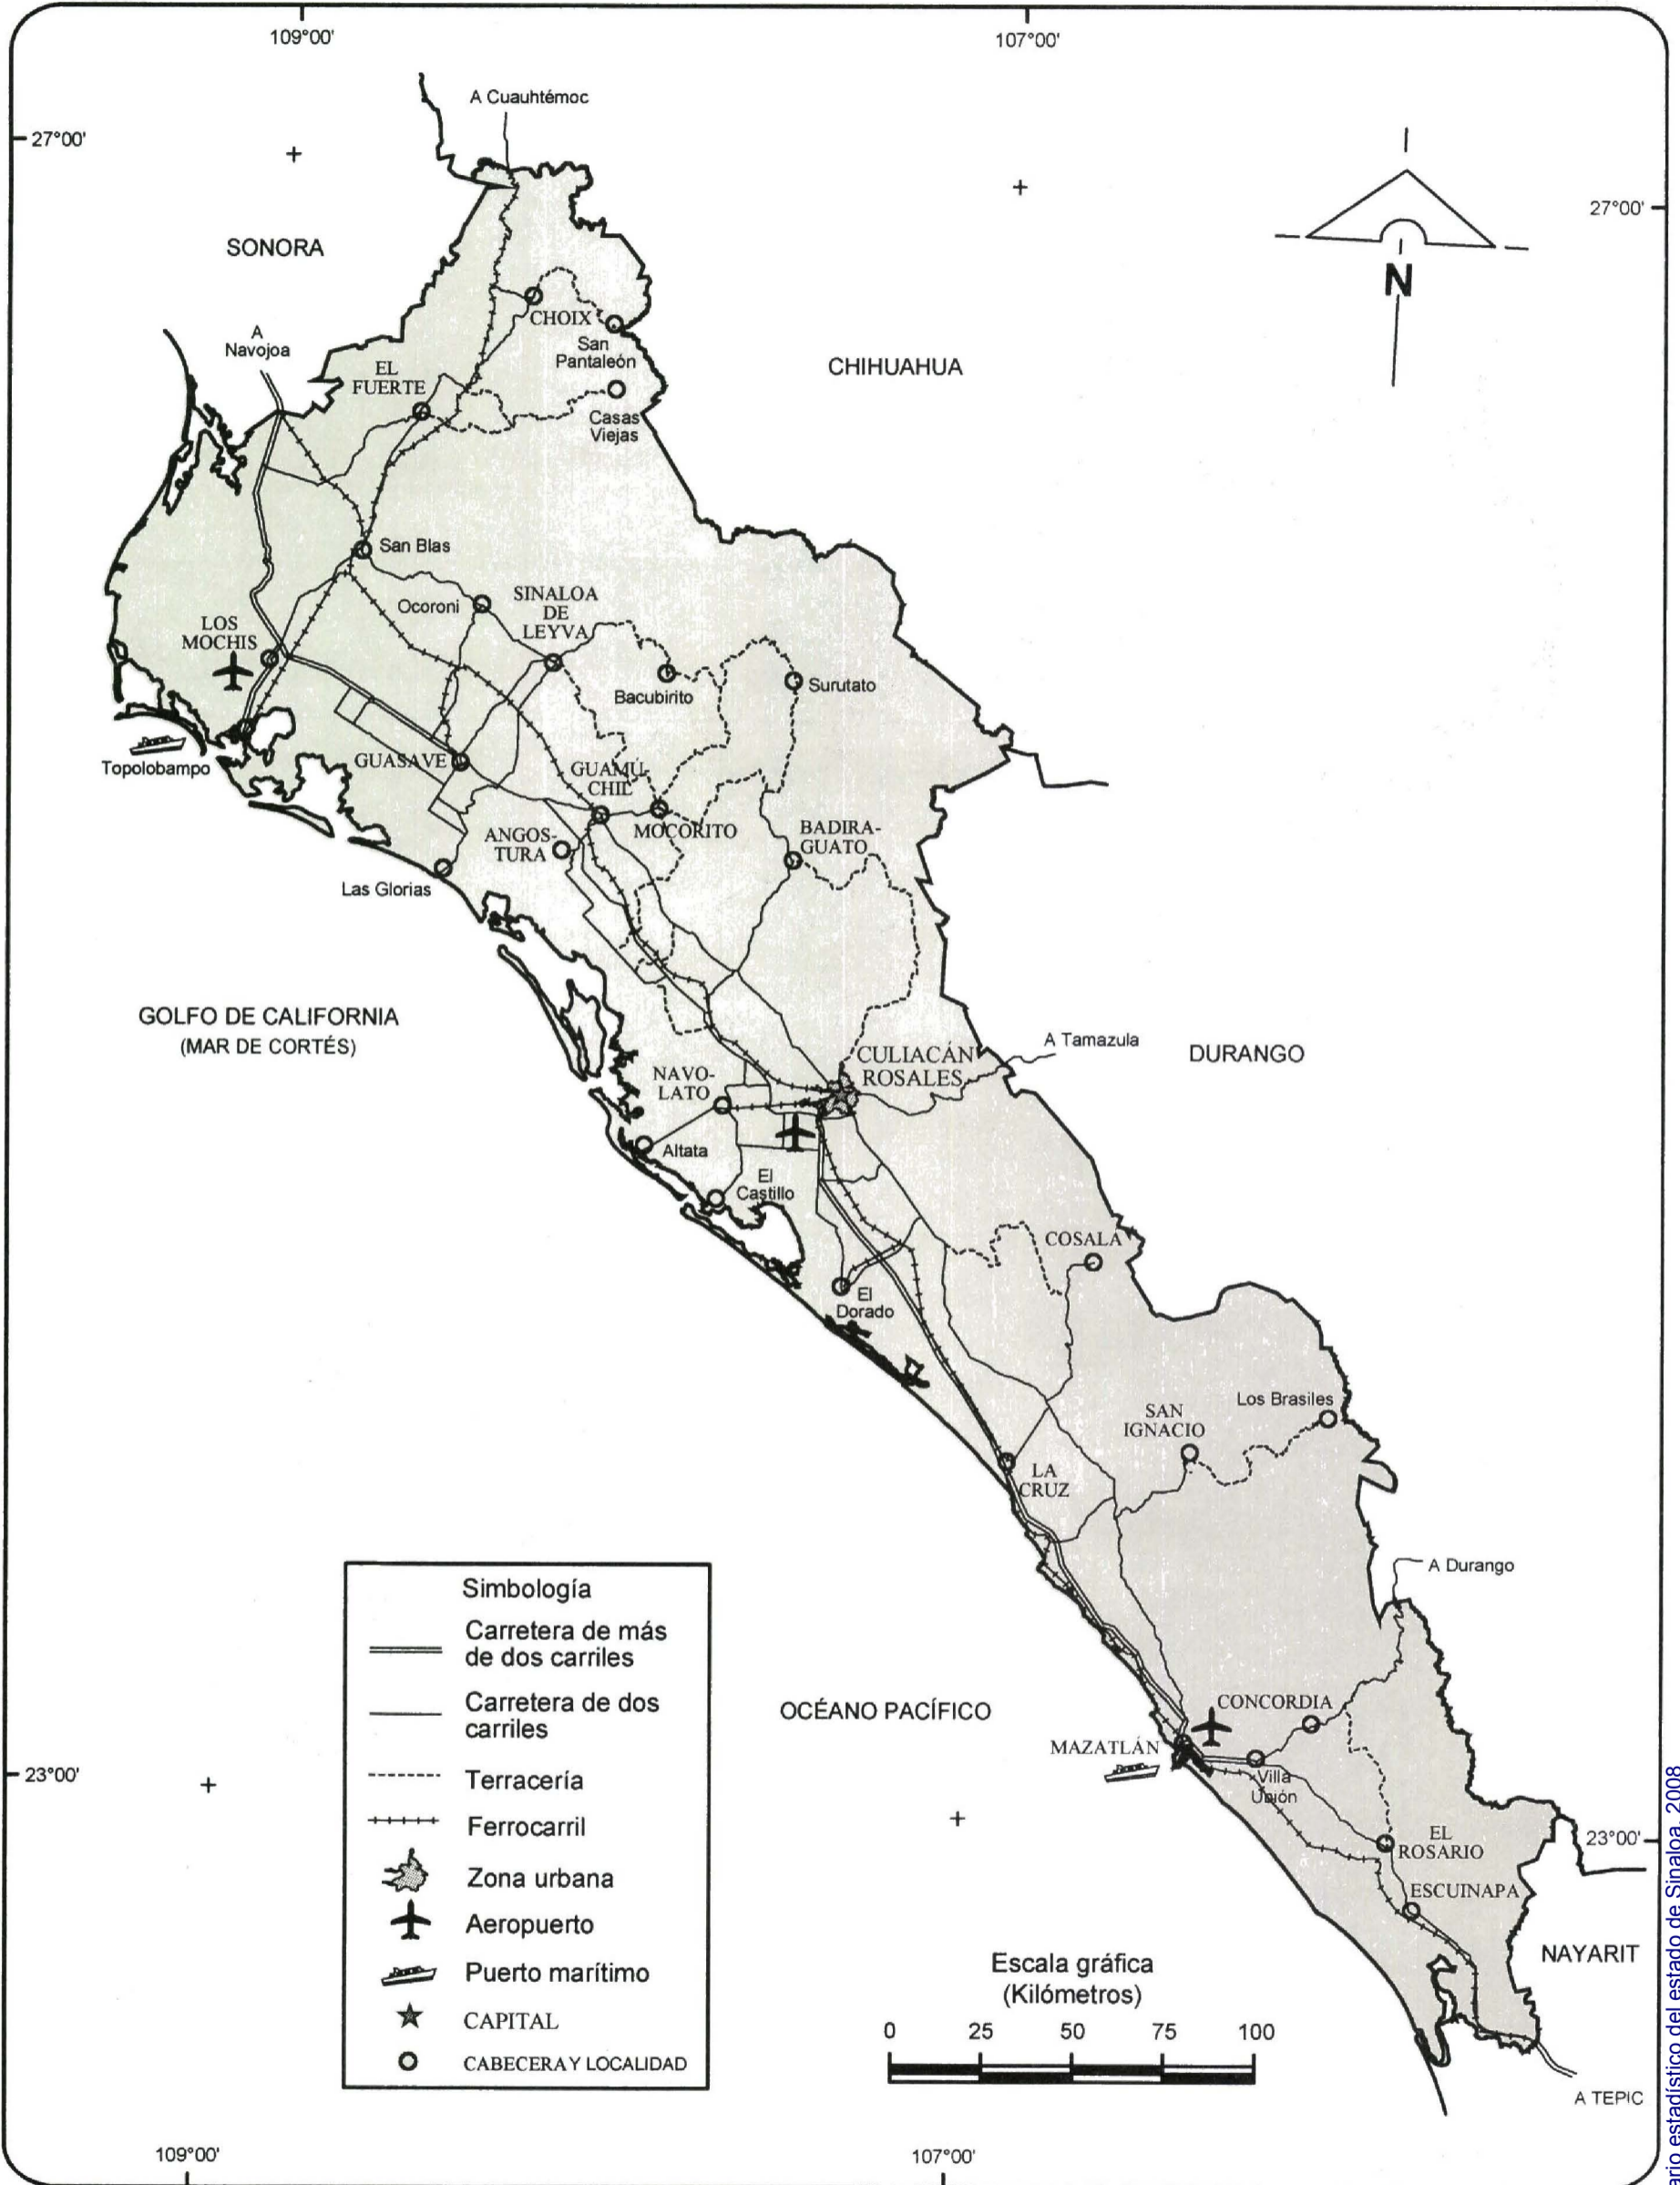 109°00'
107°00'
A Cuauhtémoc
27°00'
27°00'
SONORA
N
A
Navojoa
CHOIX
San
Pantaleón
CHIHUAHUA
EL
FUERTE
Casas
Viejas
San Blas
Ocoroni
SINALOA
DE
LEYVA
LOS
MOCHIS
Bacubirito
Surutato
Topolobampo
GUASAVE
GUAMÚ-
CHIL
MOCORITO
BADIRA-
GUATO
ANGOS-
TURA
Las Glorias
GOLFO DE CALIFORNIA
(MAR DE CORTÉS)
A Tamazula
DURANGO
CULIACÁN
ROSALES
NAVO-
LATO
Altata
El
Castillo
COSALÁ
El
Dorado
Los Brasiles
SAN
IGNACIO
LA
CRUZ
A Durango
Simbología
Carretera de más
de dos carriles
Carretera de dos
carriles
Terracería
Ferrocarril
Zona urbana
Aeropuerto
Puerto marítimo
CAPITAL
CABECERA Y LOCALIDAD
OCÉANO PACÍFICO
CONCORDIA
MAZATLÁN
Villa
Unión
23°00'
23°00'
EL
ROSARIO
ESCUINAPA
NAYARIT
Escala gráfica
(Kilómetros)
0 25 50 75 100
A TEPIC
109°00'
107°00'
estadístico del estado de Sinaloa, 2008